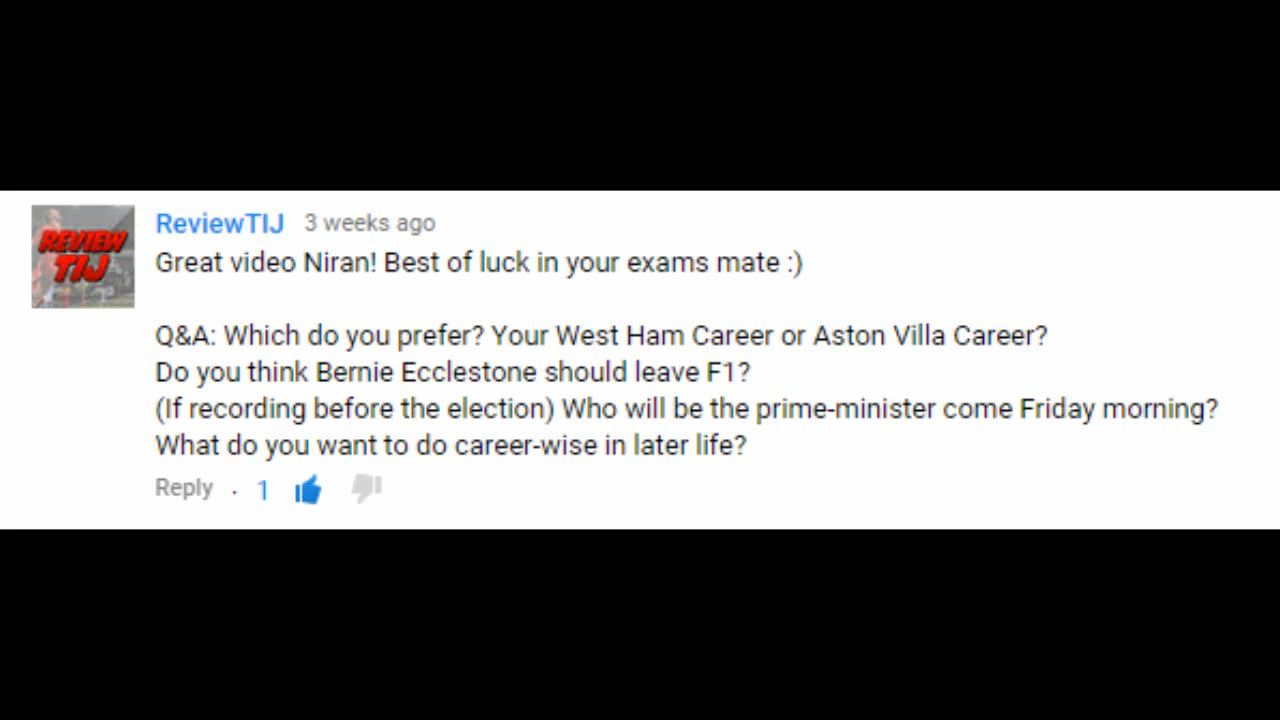 REVIEW
TIJ
ReviewTIJ 3 weeks ago
Great video Niran! Best of luck in your exams mate :)
Q&A: Which do you prefer? Your West Ham Career or Aston Villa Career?
Do you think Bernie Ecclestone should leave F1?
(If recording before the election) Who will be the prime-minister come Friday morning?
What do you want to do career-wise in later life?
Reply · 1